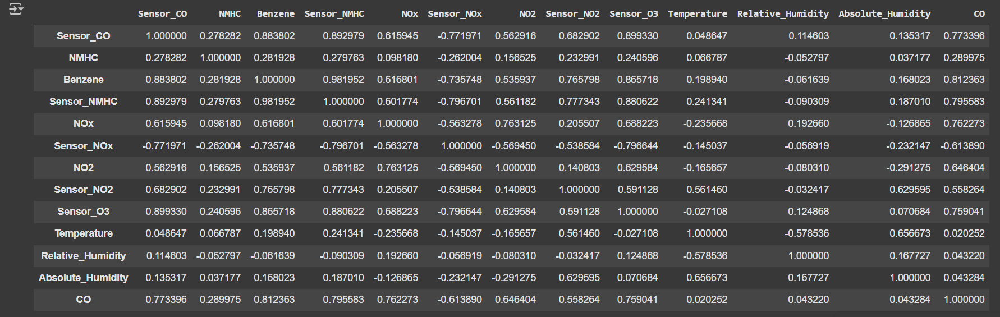 Sensor_CO NMHC Benzene Sensor_NMHC NOx Sensor_NOx NO2 Sensor_NO2 Sensor_O3 Temperature Relative_Humidity Absolute_Humidity CO
Sensor_CO 1.000000 0.278282 0.883802 0.892979 0.615945 -0.771971 0.562916 0.682902 0.899330 0.048647 0.114603 0.135317 0.773396
NMHC 0.278282 1.000000 0.281928 0.279763 0.098180 -0.262004 0.156525 0.232991 0.240596 0.066787 -0.052797 0.037177 0.289975
Benzene 0.883802 0.281928 1.000000 0.981952 0.616801 -0.735748 0.535937 0.765798 0.865718 0.198940 -0.061639 0.168023 0.812363
Sensor_NMHC 0.892979 0.279763 0.981952 1.000000 0.601774 -0.796701 0.561182 0.777343 0.880622 0.241341 -0.090309 0.187010 0.795583
NOx 0.615945 0.098180 0.616801 0.601774 1.000000 -0.563278 0.763125 0.205507 0.688223 -0.235668 0.192660 -0.126865 0.762273
Sensor_NOx -0.771971 -0.262004 -0.735748 -0.796701 -0.563278 1.000000 -0.569450 -0.538584 -0.796644 -0.145037 -0.056919 -0.232147 -0.613890
NO2 0.562916 0.156525 0.535937 0.561182 0.763125 -0.569450 1.000000 0.140803 0.629584 -0.165657 -0.080310 -0.291275 0.646404
Sensor_NO2 0.682902 0.232991 0.765798 0.777343 0.205507 -0.538584 0.140803 1.000000 0.591128 0.561460 -0.032417 0.629595 0.558264
Sensor_O3 0.899330 0.240596 0.865718 0.880622 0.688223 -0.796644 0.629584 0.591128 1.000000 -0.027108 0.124868 0.070684 0.759041
Temperature 0.048647 0.066787 0.198940 0.241341 -0.235668 -0.145037 -0.165657 0.561460 -0.027108 1.000000 -0.578536 0.656673 0.020252
Relative_Humidity 0.114603 -0.052797 -0.061639 -0.090309 0.192660 -0.056919 -0.080310 -0.032417 0.124868 -0.578536 1.000000 0.167727 0.043220
Absolute_Humidity 0.135317 0.037177 0.168023 0.187010 -0.126865 -0.232147 -0.291275 0.629595 0.070684 0.656673 0.167727 1.000000 0.043284
CO 0.773396 0.289975 0.812363 0.795583 0.762273 -0.613890 0.646404 0.558264 0.759041 0.020252 0.043220 0.043284 1.000000